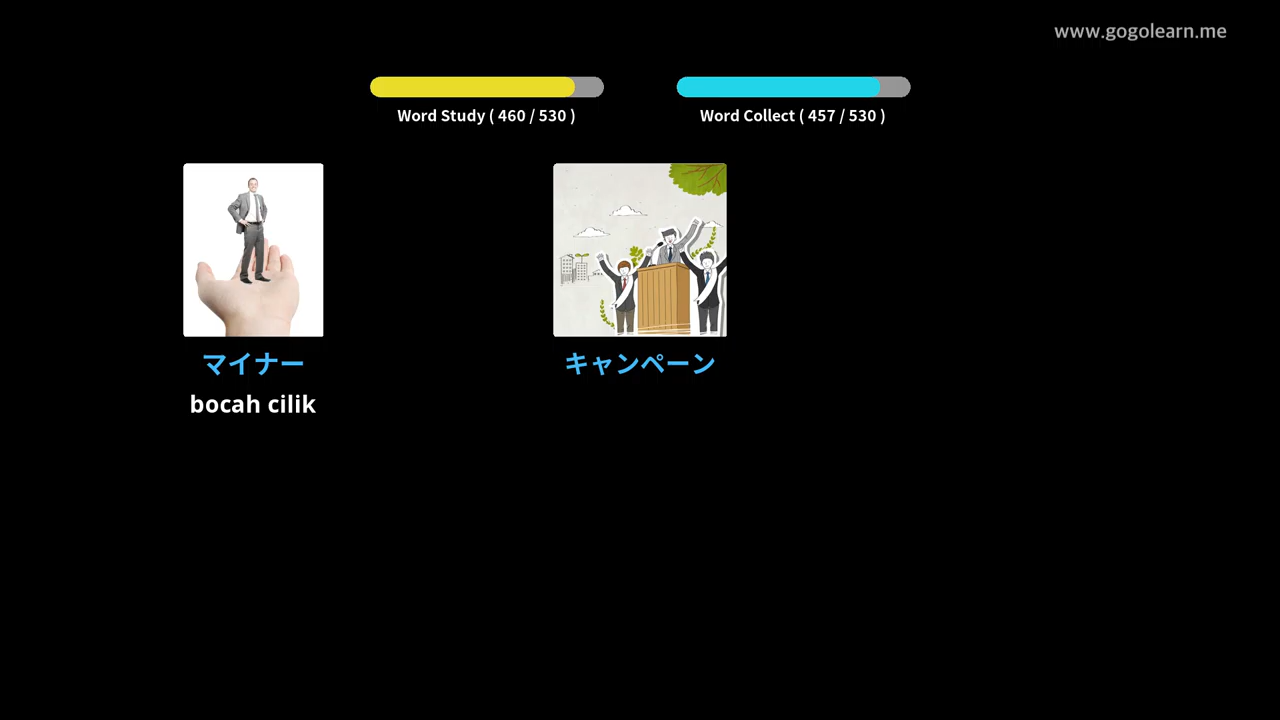 www.gogolearn.me
Word Study ( 460 / 530 )
Word Collect ( 457 / 530 )
マイナー
キャンペーン
bocah cilik